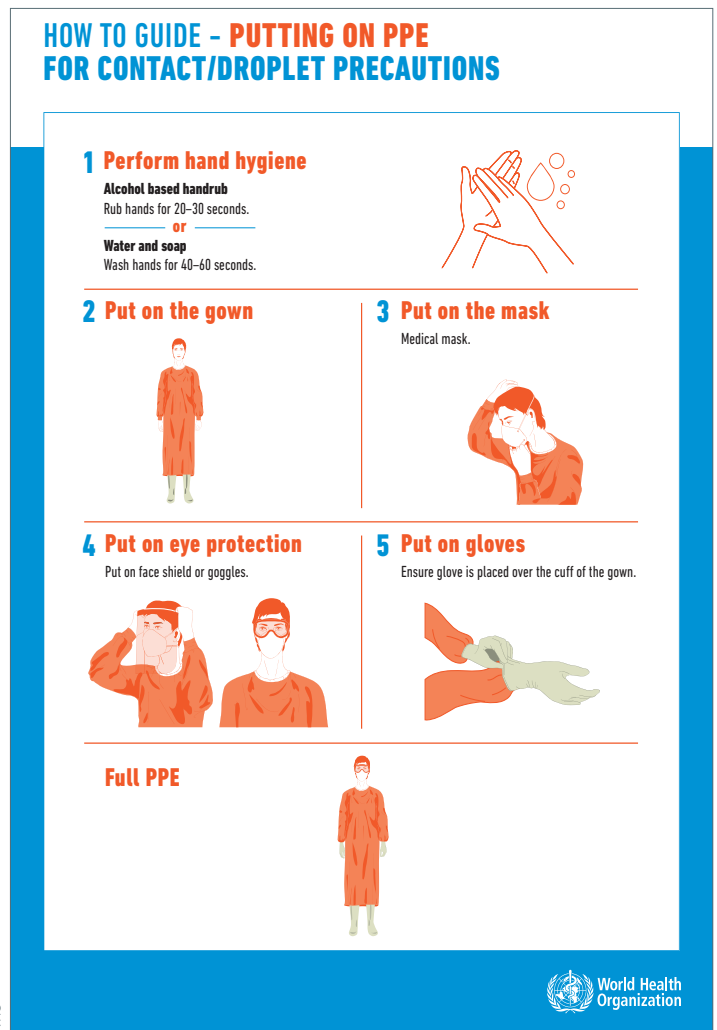 HOW TO GUIDE - PUTTING ON PPE
FOR CONTACT/DROPLET PRECAUTIONS
1 Perform hand hygiene
Alcohol based handrub
Rub hands for 20–30 seconds.
or
Water and soap
Wash hands for 40–60 seconds.
2 Put on the gown
3 Put on the mask
Medical mask.
4 Put on eye protection
Put on face shield or goggles.
5 Put on gloves
Ensure glove is placed over the cuff of the gown.
Full PPE
World Health
Organization